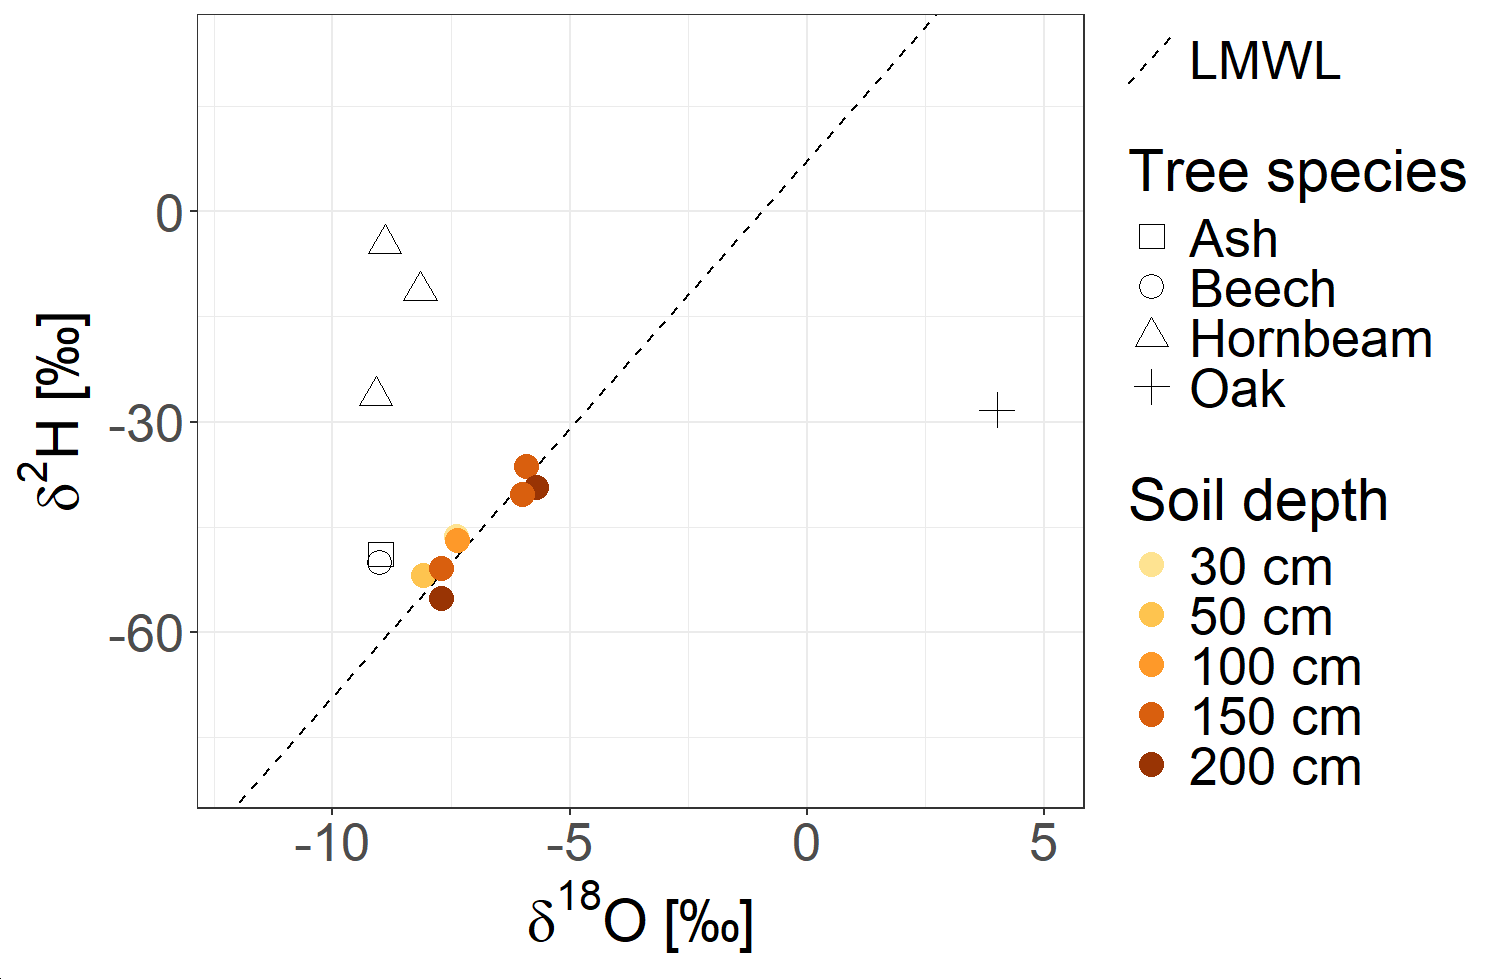 0
-30
-60
δ²H [‰]
-10
-5
0
5
δ¹⁸O [‰]
LMWL
Tree species
Ash
Beech
Hornbeam
Oak
Soil depth
30 cm
50 cm
100 cm
150 cm
200 cm